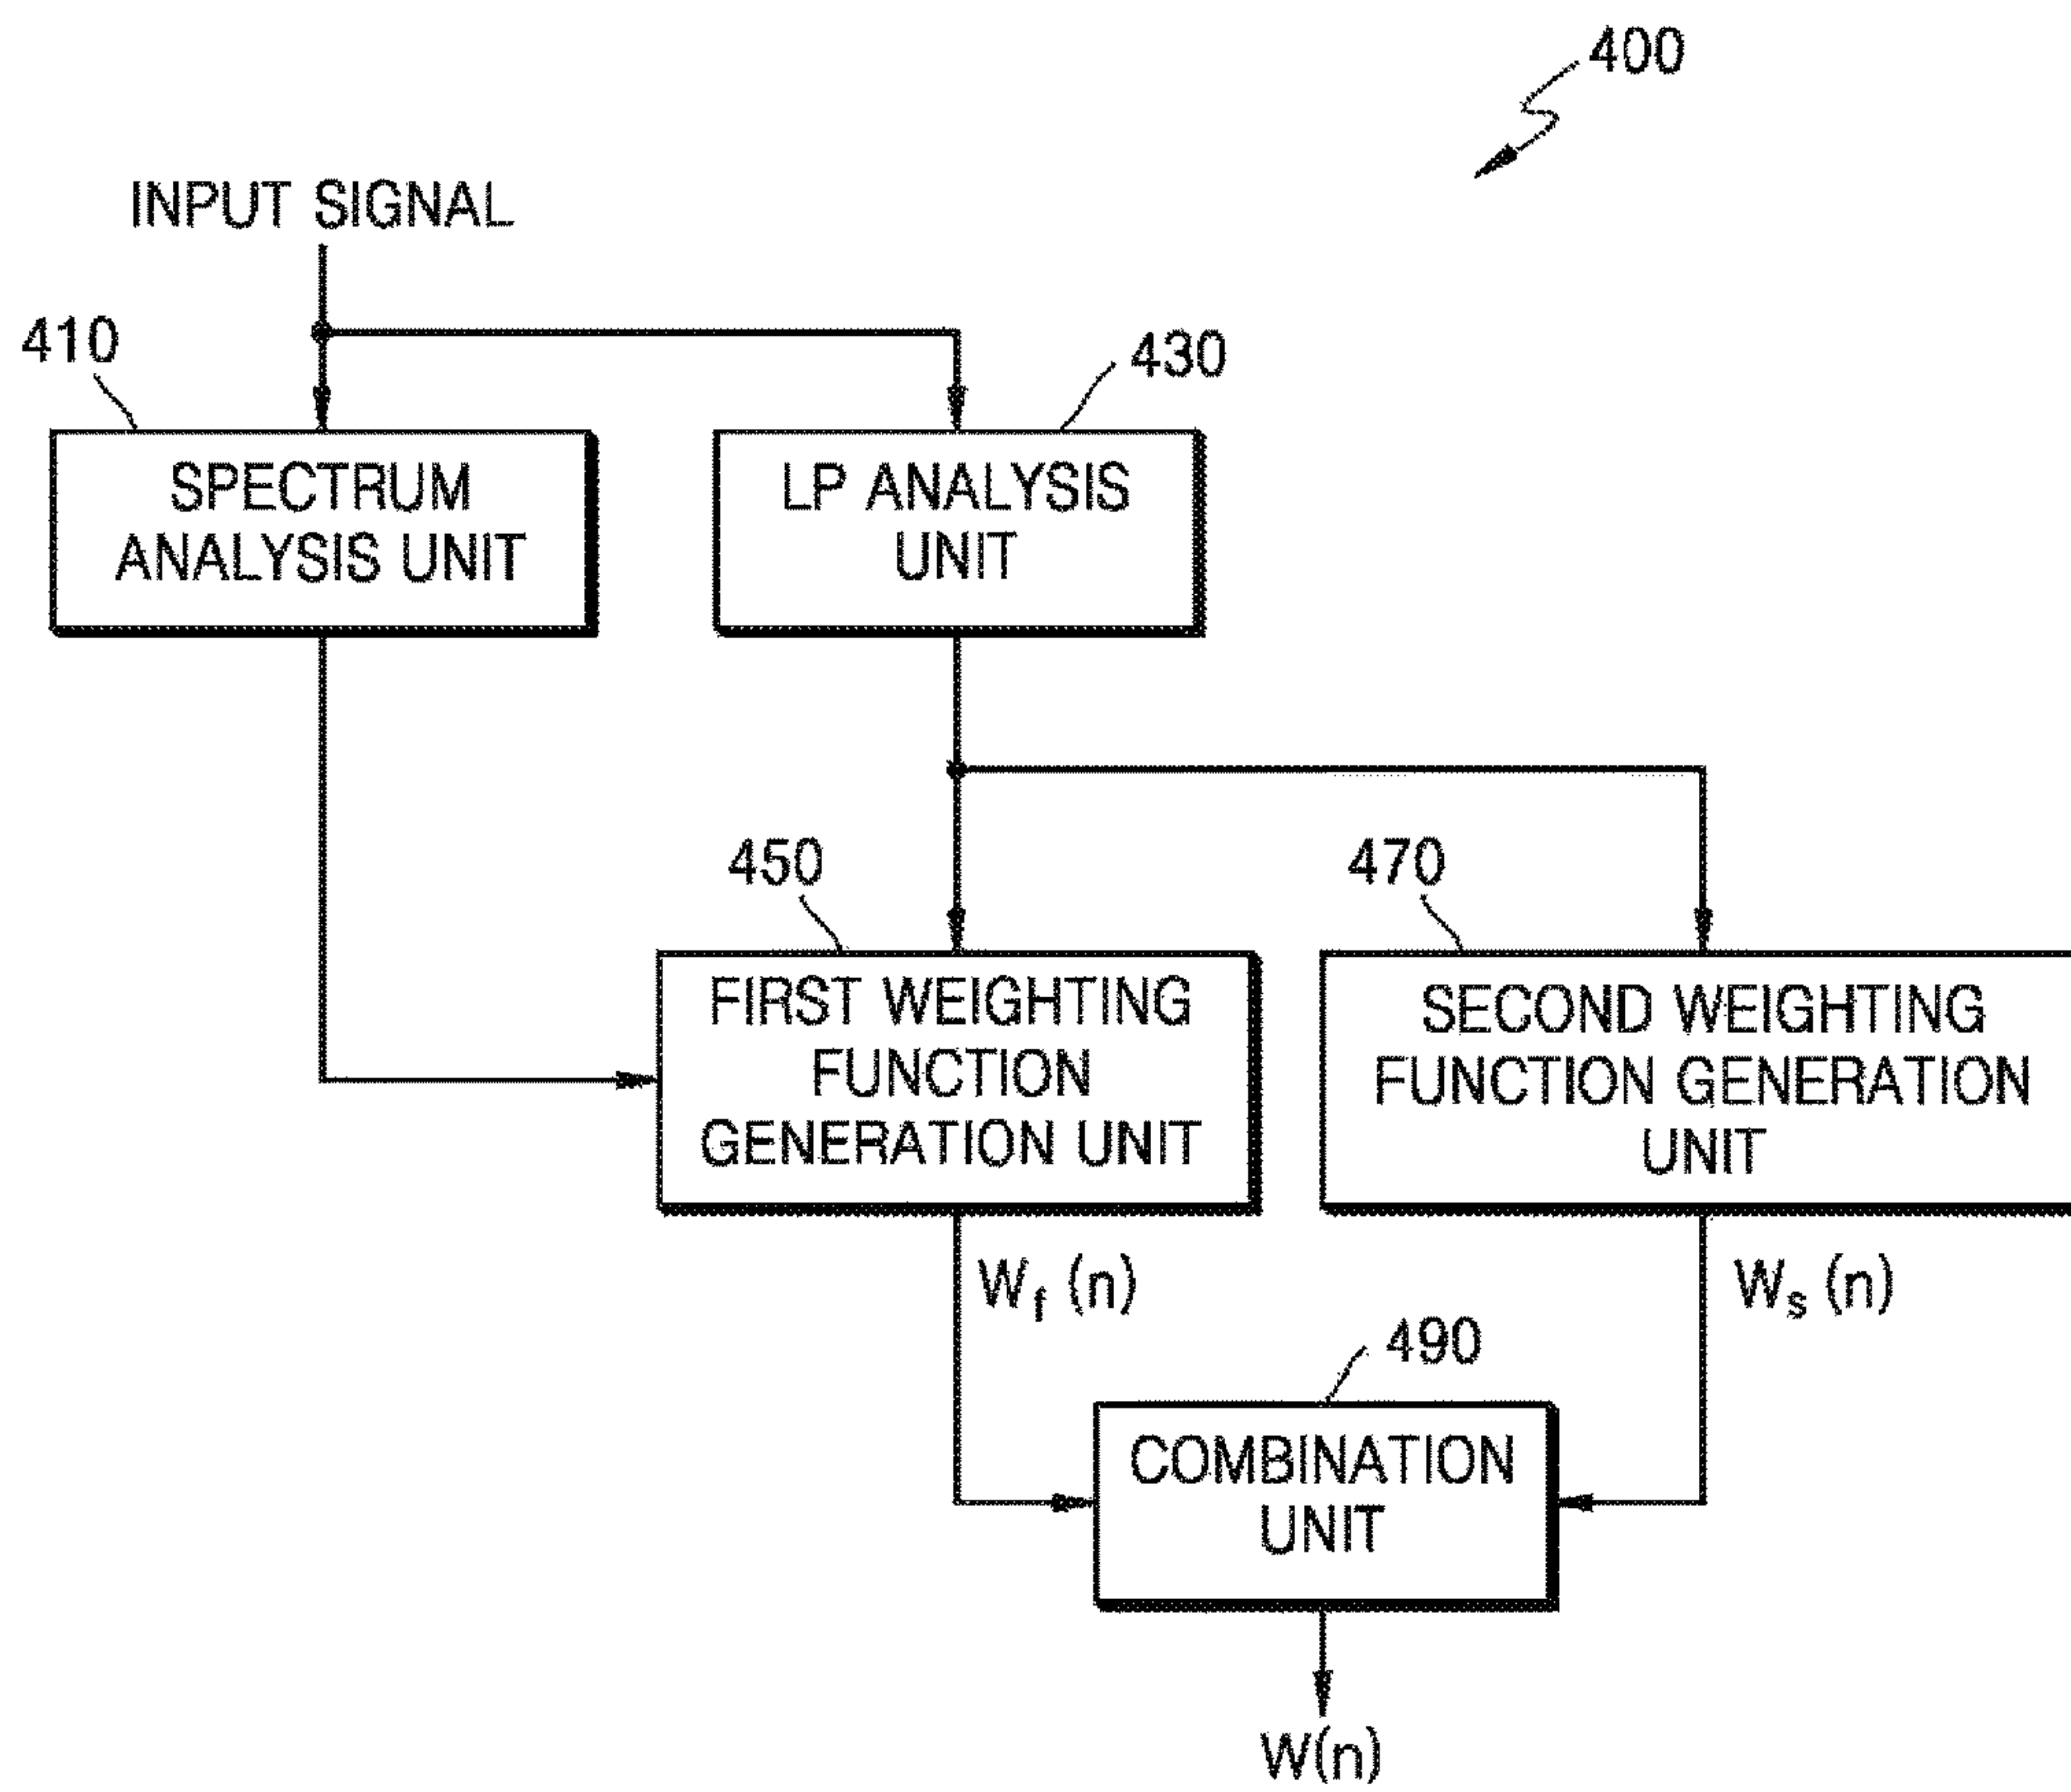 400
INPUT SIGNAL
410
430
SPECTRUM
ANALYSIS UNIT
LP ANALYSIS
UNIT
450
470
FIRST WEIGHTING
FUNCTION
GENERATION UNIT
SECOND WEIGHTING
FUNCTION GENERATION
UNIT
Wf (n)
Ws (n)
490
COMBINATION
UNIT
W(n)